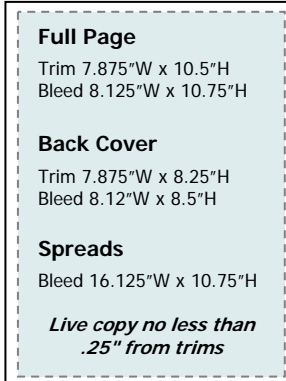 Full Page
Trim 7.875"W x 10.5"H
Bleed 8.125"W x 10.75"H
Back Cover
Trim 7.875"W x 8.25"H
Bleed 8.12"W x 8.5"H
Spreads
Bleed 16.125"W x 10.75"H
Live copy no less than
.25" from trims